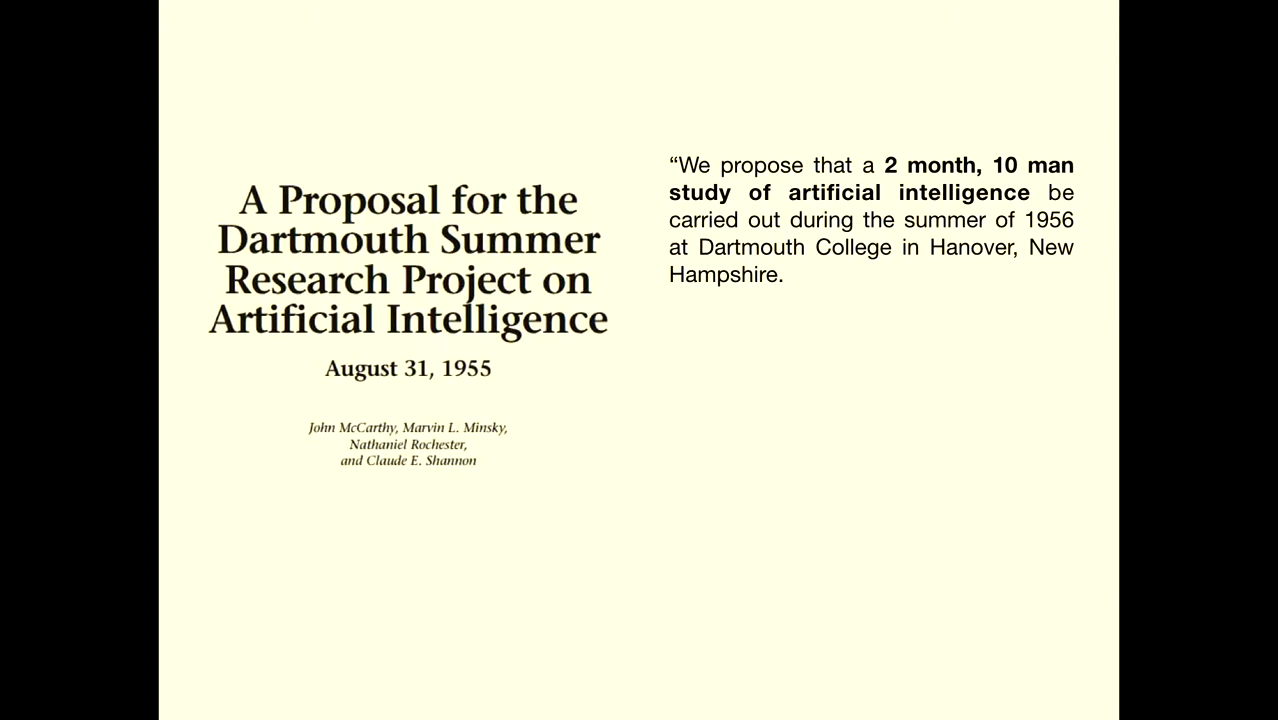 A Proposal for the
Dartmouth Summer
Research Project on
Artificial Intelligence
August 31, 1955
John McCarthy, Marvin L. Minsky,
Nathaniel Rochester,
and Claude E. Shannon
“We propose that a 2 month, 10 man
study of artificial intelligence be
carried out during the summer of 1956
at Dartmouth College in Hanover, New
Hampshire.